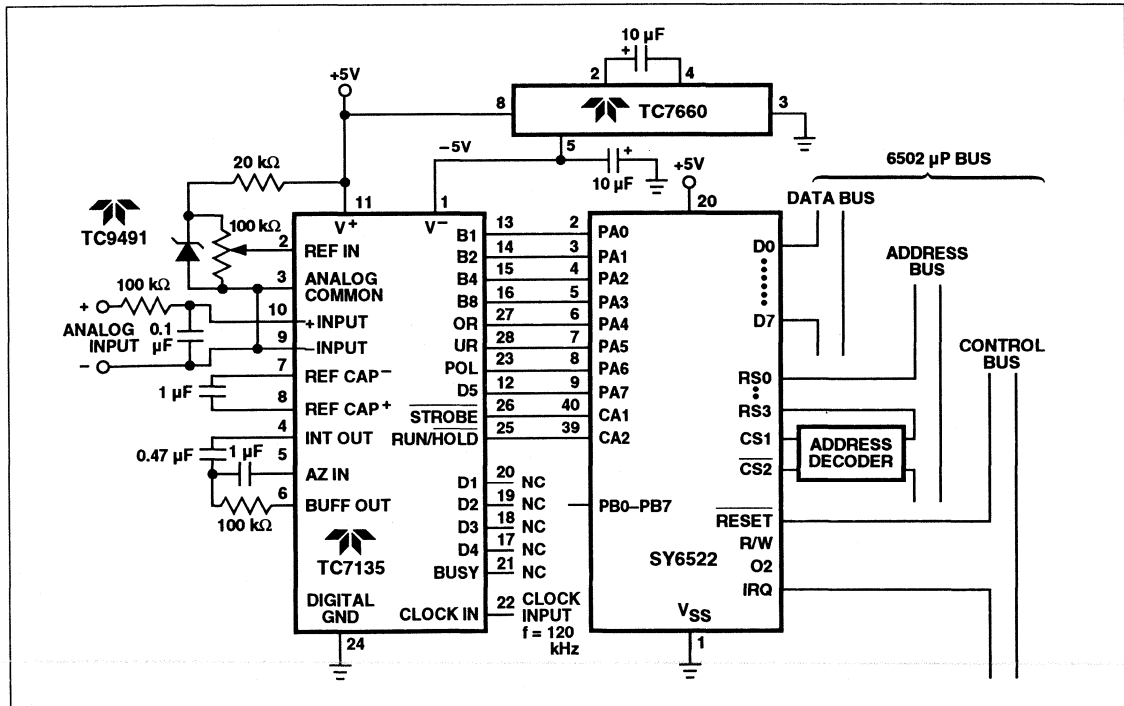 10 µF
+
2
4
+5V
8
TC7660
3
5
−5V
+
10 µF
+5V
20
6502 µP BUS
DATA BUS
ADDRESS
BUS
CONTROL
BUS
20 kΩ
TC9491
100 kΩ
11
V+
1
V−
2
REF IN
3
ANALOG
COMMON
100 kΩ
+
ANALOG
INPUT
−
0.1
µF
10
+INPUT
9
−INPUT
7
REF CAP−
1 µF
8
REF CAP+
4
INT OUT
0.47 µF
1 µF
5
AZ IN
6
BUFF OUT
100 kΩ
TC7135
DIGITAL
GND
24
B1
13
2
PA0
B2
14
3
PA1
B4
15
4
PA2
B8
16
5
PA3
OR
27
6
PA4
UR
28
7
PA5
POL
23
8
PA6
D5
12
9
PA7
STROBE
26
40
CA1
RUN/HOLD
25
39
CA2
D1
20
NC
D2
19
NC
D3
18
NC
D4
17
NC
BUSY
21
NC
CLOCK IN
22
CLOCK
INPUT
f = 120
kHz
PB0–PB7
D0
D7
RS0
RS3
CS1
CS2
ADDRESS
DECODER
RESET
R/W
O2
IRQ
SY6522
VSS
1